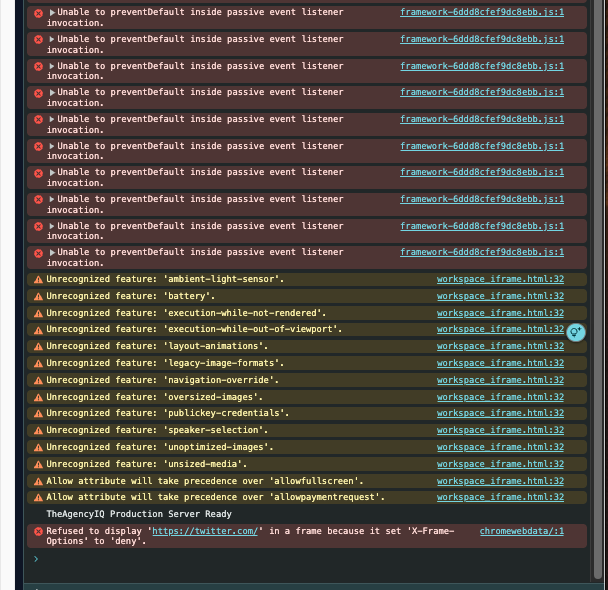 Unable to preventDefault inside passive event listener framework-6ddd8cfef9dc8ebb.js:1
invocation.
Unable to preventDefault inside passive event listener framework-6ddd8cfef9dc8ebb.js:1
invocation.
Unable to preventDefault inside passive event listener framework-6ddd8cfef9dc8ebb.js:1
invocation.
Unable to preventDefault inside passive event listener framework-6ddd8cfef9dc8ebb.js:1
invocation.
Unable to preventDefault inside passive event listener framework-6ddd8cfef9dc8ebb.js:1
invocation.
Unable to preventDefault inside passive event listener framework-6ddd8cfef9dc8ebb.js:1
invocation.
Unable to preventDefault inside passive event listener framework-6ddd8cfef9dc8ebb.js:1
invocation.
Unable to preventDefault inside passive event listener framework-6ddd8cfef9dc8ebb.js:1
invocation.
Unable to preventDefault inside passive event listener framework-6ddd8cfef9dc8ebb.js:1
invocation.
Unable to preventDefault inside passive event listener framework-6ddd8cfef9dc8ebb.js:1
invocation.
Unrecognized feature: 'ambient-light-sensor'. workspace_iframe.html:32
Unrecognized feature: 'battery'. workspace_iframe.html:32
Unrecognized feature: 'execution-while-not-rendered'. workspace_iframe.html:32
Unrecognized feature: 'execution-while-out-of-viewport'. workspace_iframe.html:32
Unrecognized feature: 'layout-animations'. workspace_iframe.html:32
Unrecognized feature: 'legacy-image-formats'. workspace_iframe.html:32
Unrecognized feature: 'navigation-override'. workspace_iframe.html:32
Unrecognized feature: 'oversized-images'. workspace_iframe.html:32
Unrecognized feature: 'publickey-credentials'. workspace_iframe.html:32
Unrecognized feature: 'speaker-selection'. workspace_iframe.html:32
Unrecognized feature: 'unoptimized-images'. workspace_iframe.html:32
Unrecognized feature: 'unsized-media'. workspace_iframe.html:32
Allow attribute will take precedence over 'allowfullscreen'. workspace_iframe.html:32
Allow attribute will take precedence over 'allowpaymentrequest'. workspace_iframe.html:32
TheAgencyIQ Production Server Ready
Refused to display 'https://twitter.com/' in a frame because it set 'X-Frame- chromewebdata/:1
Options' to 'deny'.